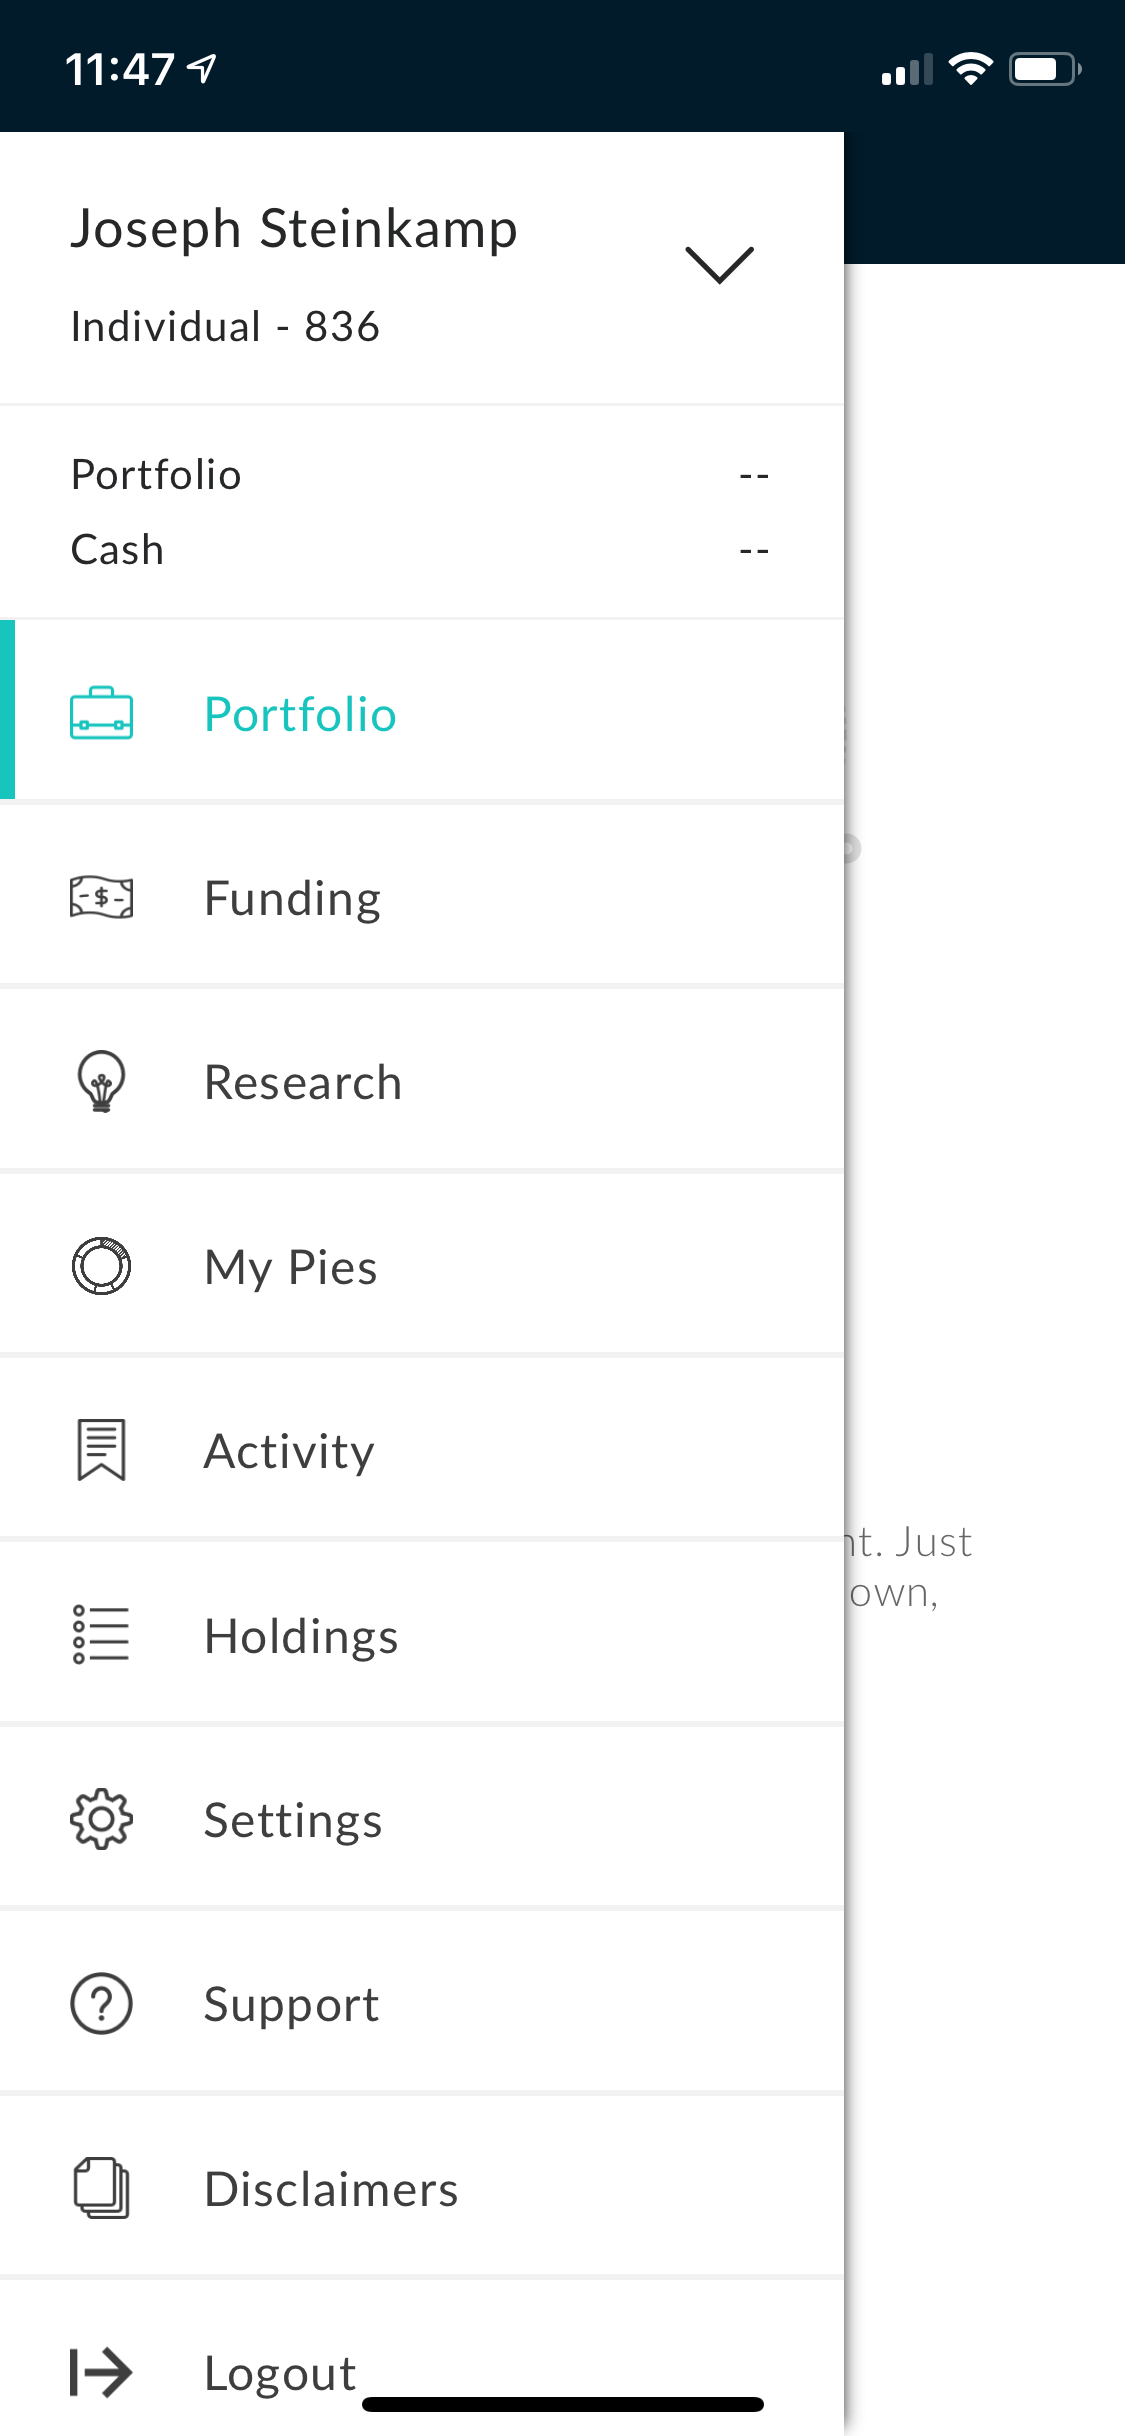 11:47
Joseph Steinkamp
Individual - 836
Portfolio --
Cash --
Portfolio
$
Funding
Research
My Pies
Activity
Holdings
Settings
?
Support
Disclaimers
Logout
nt. Just
own,